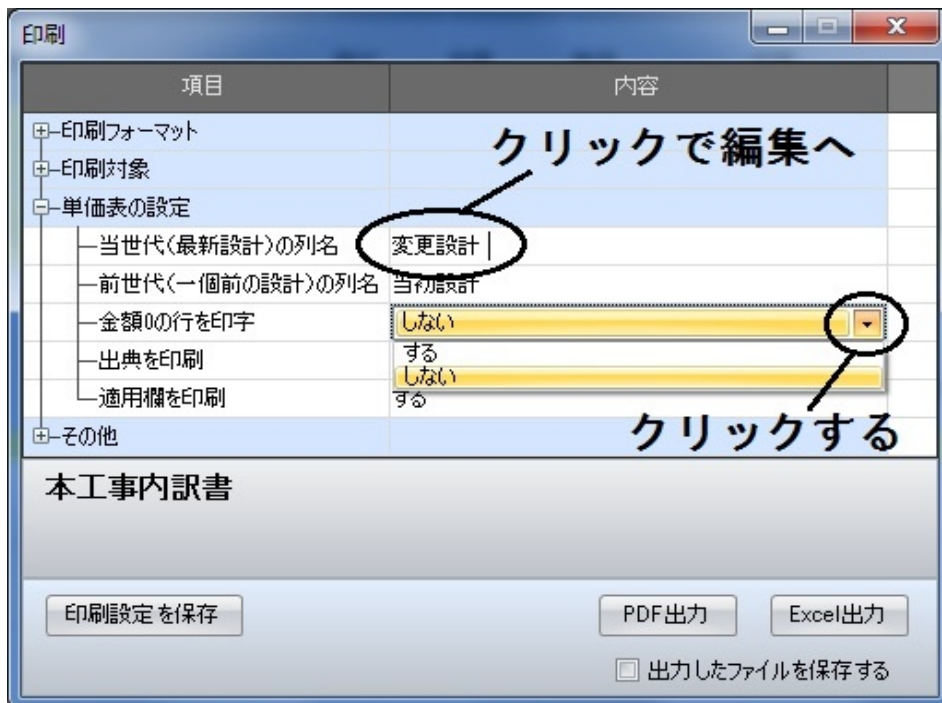 印刷
項目 内容
印刷フォーマット
クリックで編集へ
印刷対象
単価表の設定
当世代(最新設計)の列名 変更設計
前世代(一個前の設計)の列名 当初設計
金額0の行を印字 しない
出典を印刷 する
しない
適用欄を印刷 する
その他 クリックする
本工事内訳書
印刷設定を保存 PDF出力 Excel出力
出力したファイルを保存する